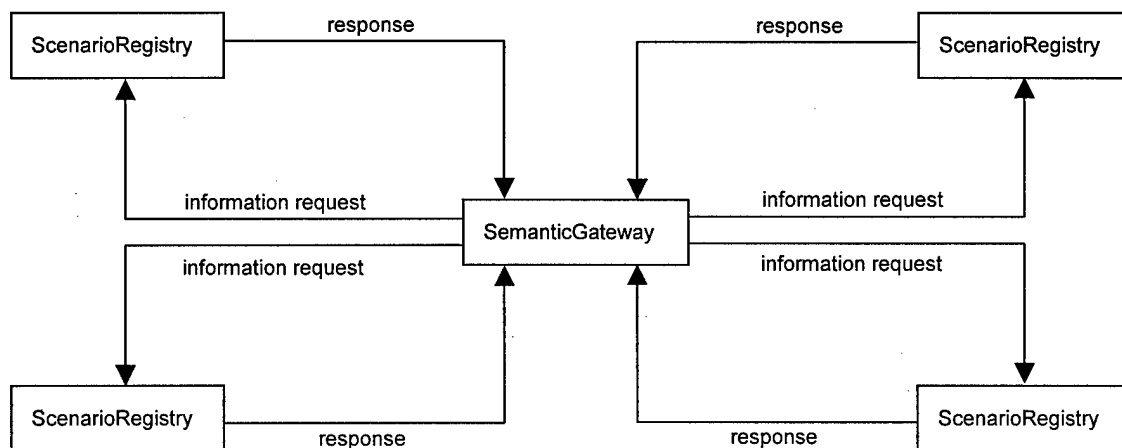 ScenarioRegistry
response
response
ScenarioRegistry
information request
information request
SemanticGateway
information request
information request
ScenarioRegistry
response
response
ScenarioRegistry